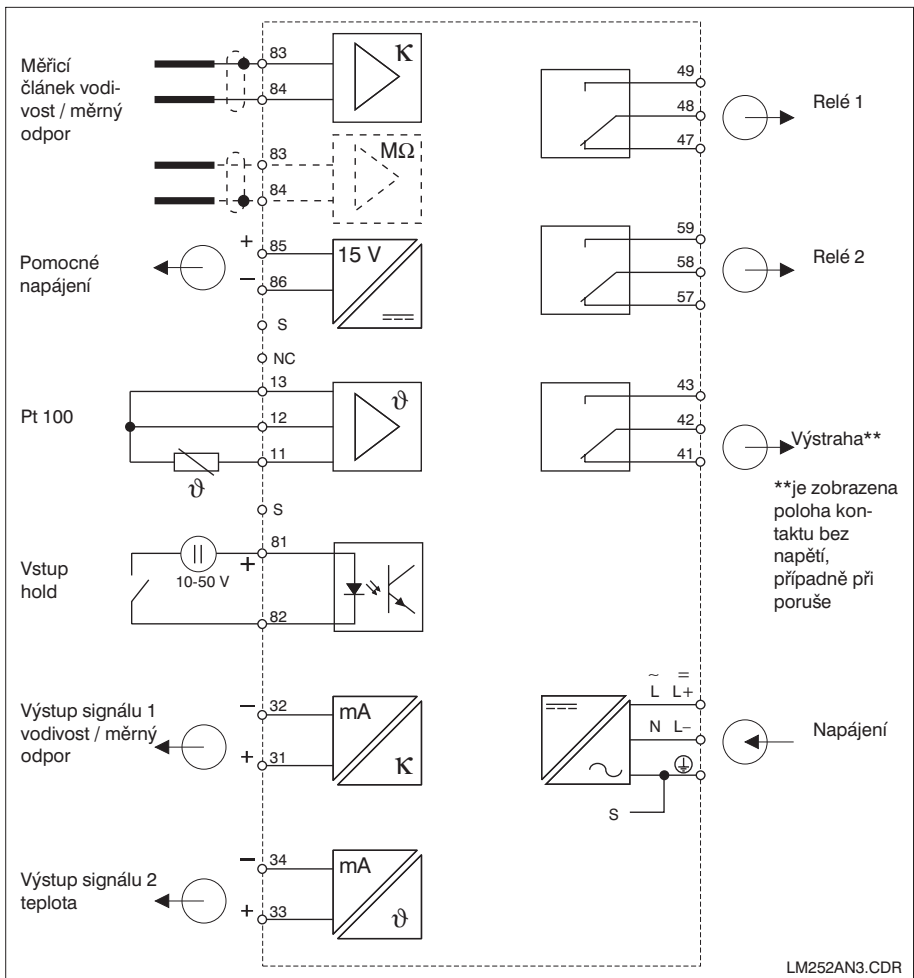 Měřicí
článek vodi-
vost / měrný
odpor
83
84
κ
83
84
MΩ
49
48
47
Relé 1
Pomocné
napájení
+
85
−
86
15 V
S
NC
59
58
57
Relé 2
Pt 100
13
12
11
ϑ
ϑ
S
43
42
41
Výstraha**
**je zobrazena
poloha kon-
taktu bez
napětí,
případně při
poruše
Vstup
hold
10-50 V
81
+
82
Výstup signálu 1
vodivost / měrný
odpor
−
32
+
31
mA
κ
~ =
L L+
N L−
S
Napájení
Výstup signálu 2
teplota
−
34
+
33
mA
ϑ
LM252AN3.CDR